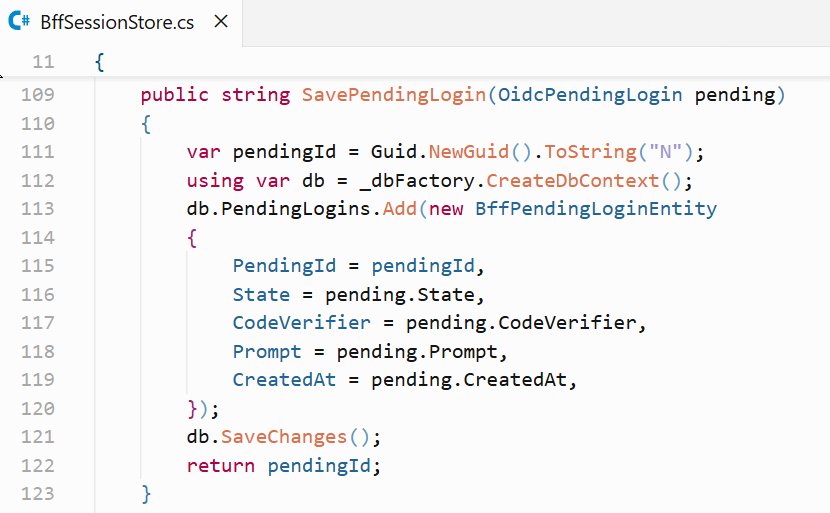 BffSessionStore.cs
11 {
109 public string SavePendingLogin(OidcPendingLogin pending)
110 {
111 var pendingId = Guid.NewGuid().ToString("N");
112 using var db = _dbFactory.CreateDbContext();
113 db.PendingLogins.Add(new BffPendingLoginEntity
114 {
115 PendingId = pendingId,
116 State = pending.State,
117 CodeVerifier = pending.CodeVerifier,
118 Prompt = pending.Prompt,
119 CreatedAt = pending.CreatedAt,
120 });
121 db.SaveChanges();
122 return pendingId;
123 }